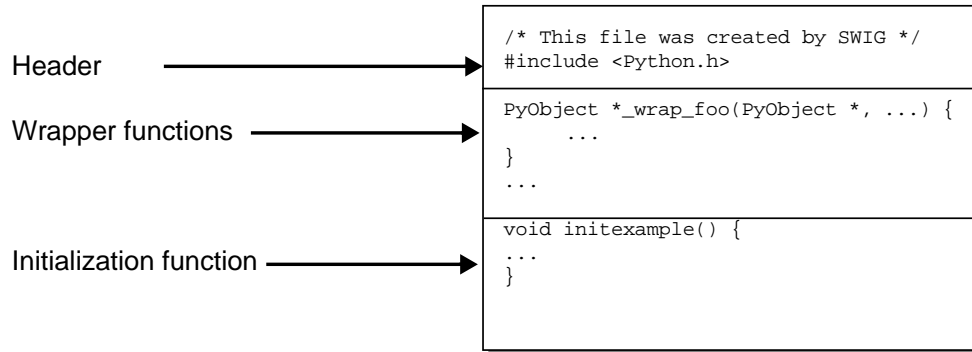 /* This file was created by SWIG */
Header
#include <Python.h>
PyObject *_wrap_foo(PyObject *, ...) {
Wrapper functions
...
}
...
void initexample() {
Initialization function
...
}